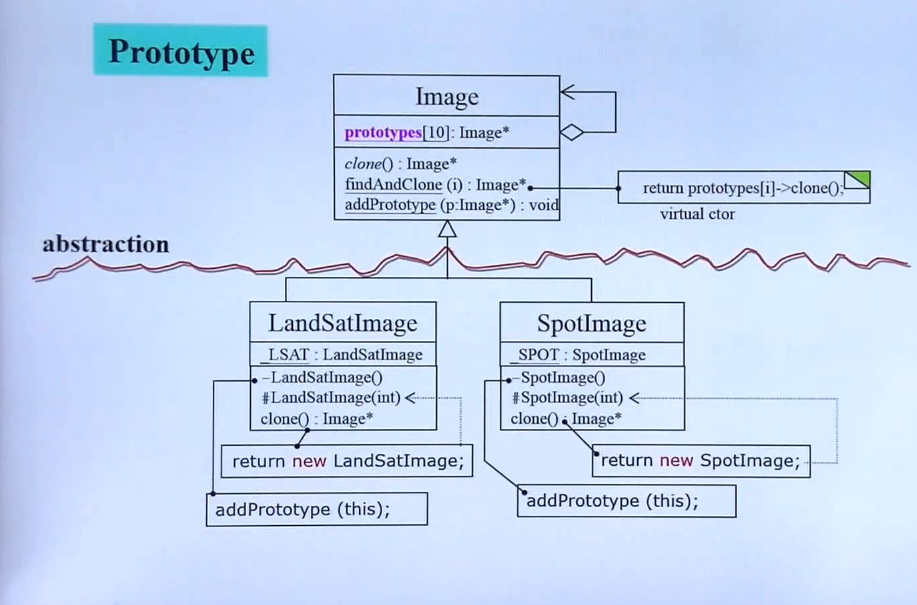 Prototype
Image
prototypes[10]: Image*
clone() : Image*
findAndClone (i) : Image*
addPrototype (p:Image*) : void
return prototypes[i]->clone();
virtual ctor
abstraction
LandSatImage
_LSAT : LandSatImage
-LandSatImage()
#LandSatImage(int)
clone() : Image*
return new LandSatImage;
addPrototype (this);
SpotImage
_SPOT : SpotImage
-SpotImage()
#SpotImage(int)
clone() : Image*
return new SpotImage;
addPrototype (this);